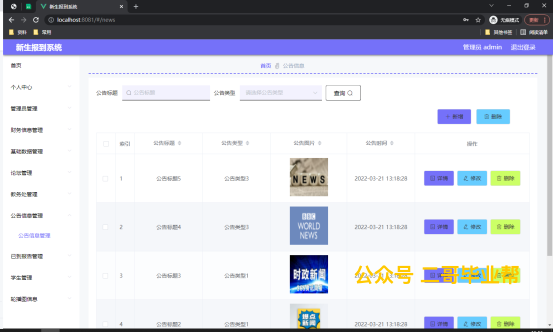 新生报到系统
localhost:8081/#/news
无痕模式
更新
资料
常用
其他书签
阅读清单
新生报到系统
管理员 admin
退出登录
首页
个人中心
管理员管理
财务信息管理
基础数据管理
论坛管理
教务处管理
公告信息管理
公告信息管理
已到报到管理
学生管理
轮播图信息
首页
公告信息
公告标题
公告标题
公告类型
请选择公告类型
查询
+ 新增
删除
索引
公告标题
公告类型
公告图片
公告时间
操作
1
公告标题5
公告类型3
NEWS
2022-03-21 13:18:28
详情
修改
删除
2
公告标题4
公告类型3
BBC
WORLD
NEWS
2022-03-21 13:18:28
详情
修改
删除
3
公告标题3
公告类型1
时政新闻
2022-03-21 13:18:28
详情
修改
删除
公众号 二哥毕业帮
4
公告标题2
公告类型1
热点
新闻
2022-03-21 13:18:28
详情
修改
删除